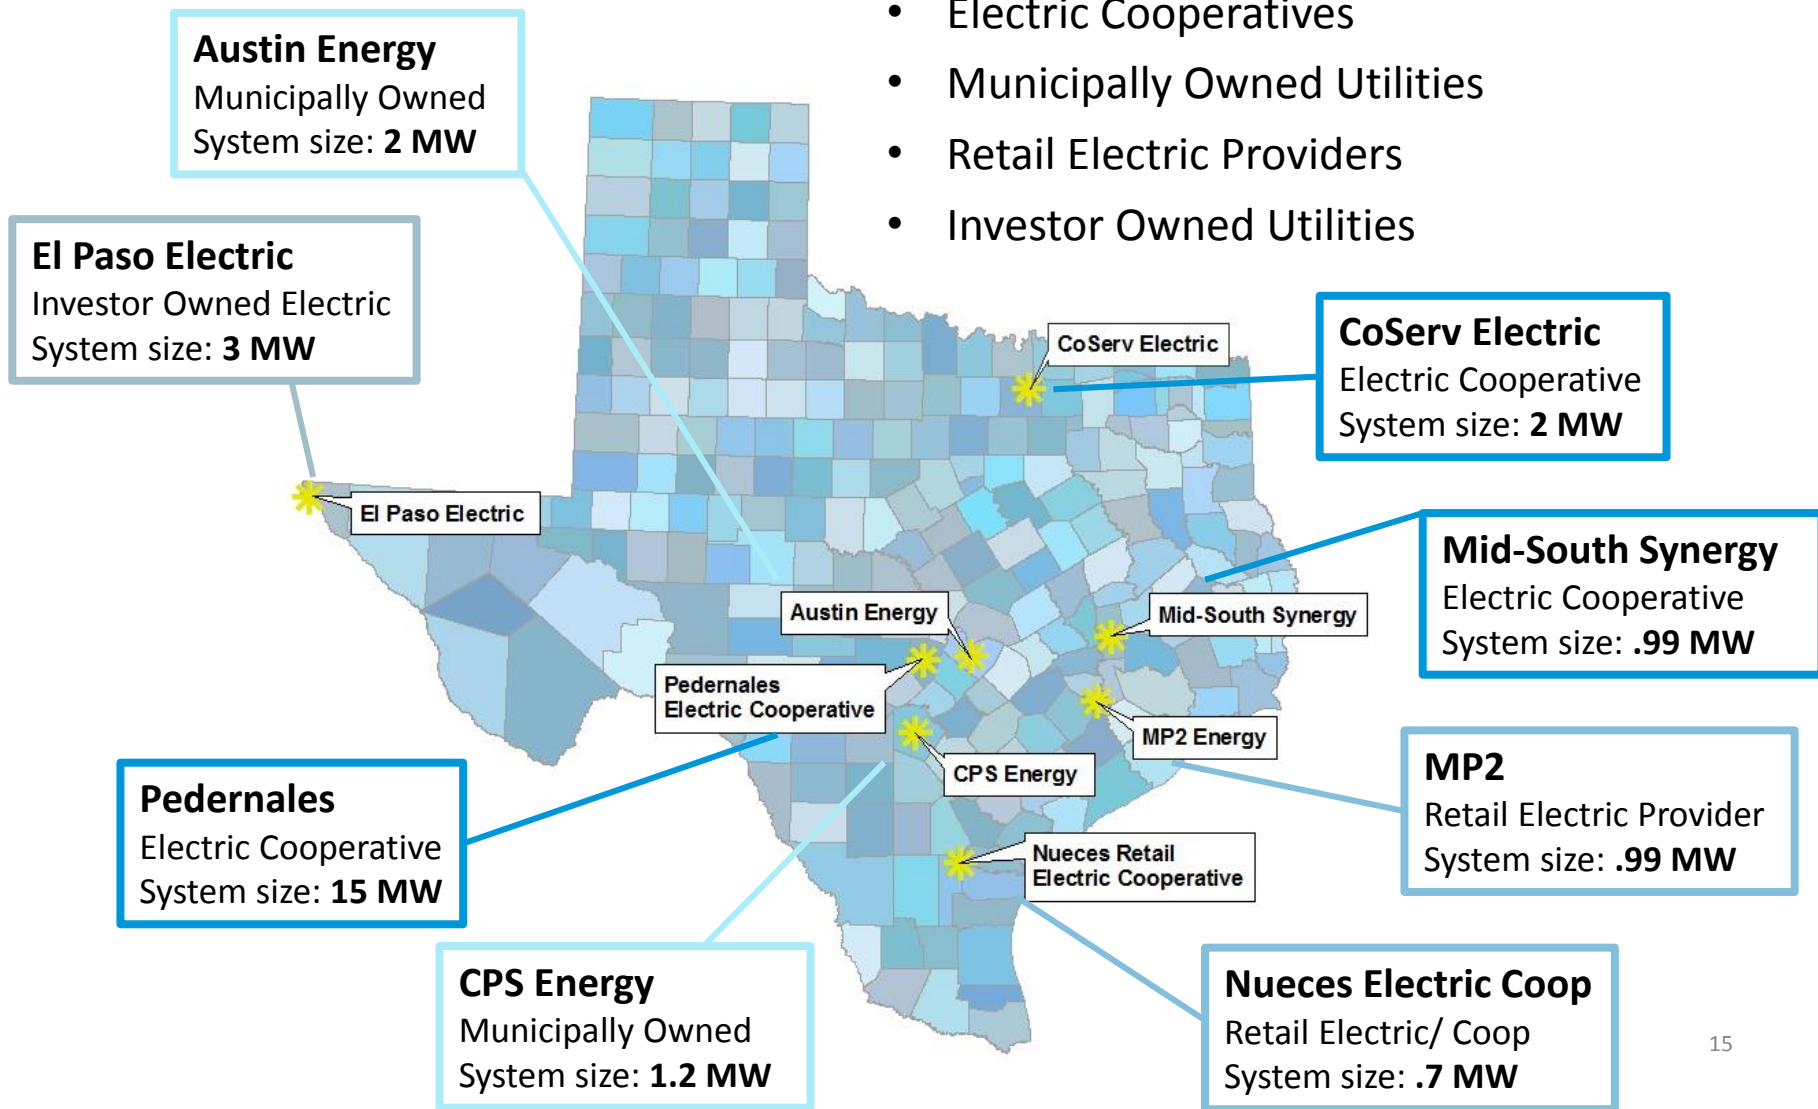 • Electric Cooperatives
• Municipally Owned Utilities
• Retail Electric Providers
• Investor Owned Utilities
Austin Energy
Municipally Owned
System size: 2 MW
El Paso Electric
Investor Owned Electric
System size: 3 MW
CoServ Electric
Electric Cooperative
System size: 2 MW
Mid-South Synergy
Electric Cooperative
System size: .99 MW
MP2
Retail Electric Provider
System size: .99 MW
Nueces Electric Coop
Retail Electric/ Coop
System size: .7 MW
CPS Energy
Municipally Owned
System size: 1.2 MW
Pedernales
Electric Cooperative
System size: 15 MW
CoServ Electric
El Paso Electric
Austin Energy
Mid-South Synergy
Pedernales
Electric Cooperative
MP2 Energy
CPS Energy
Nueces Retail
Electric Cooperative
15